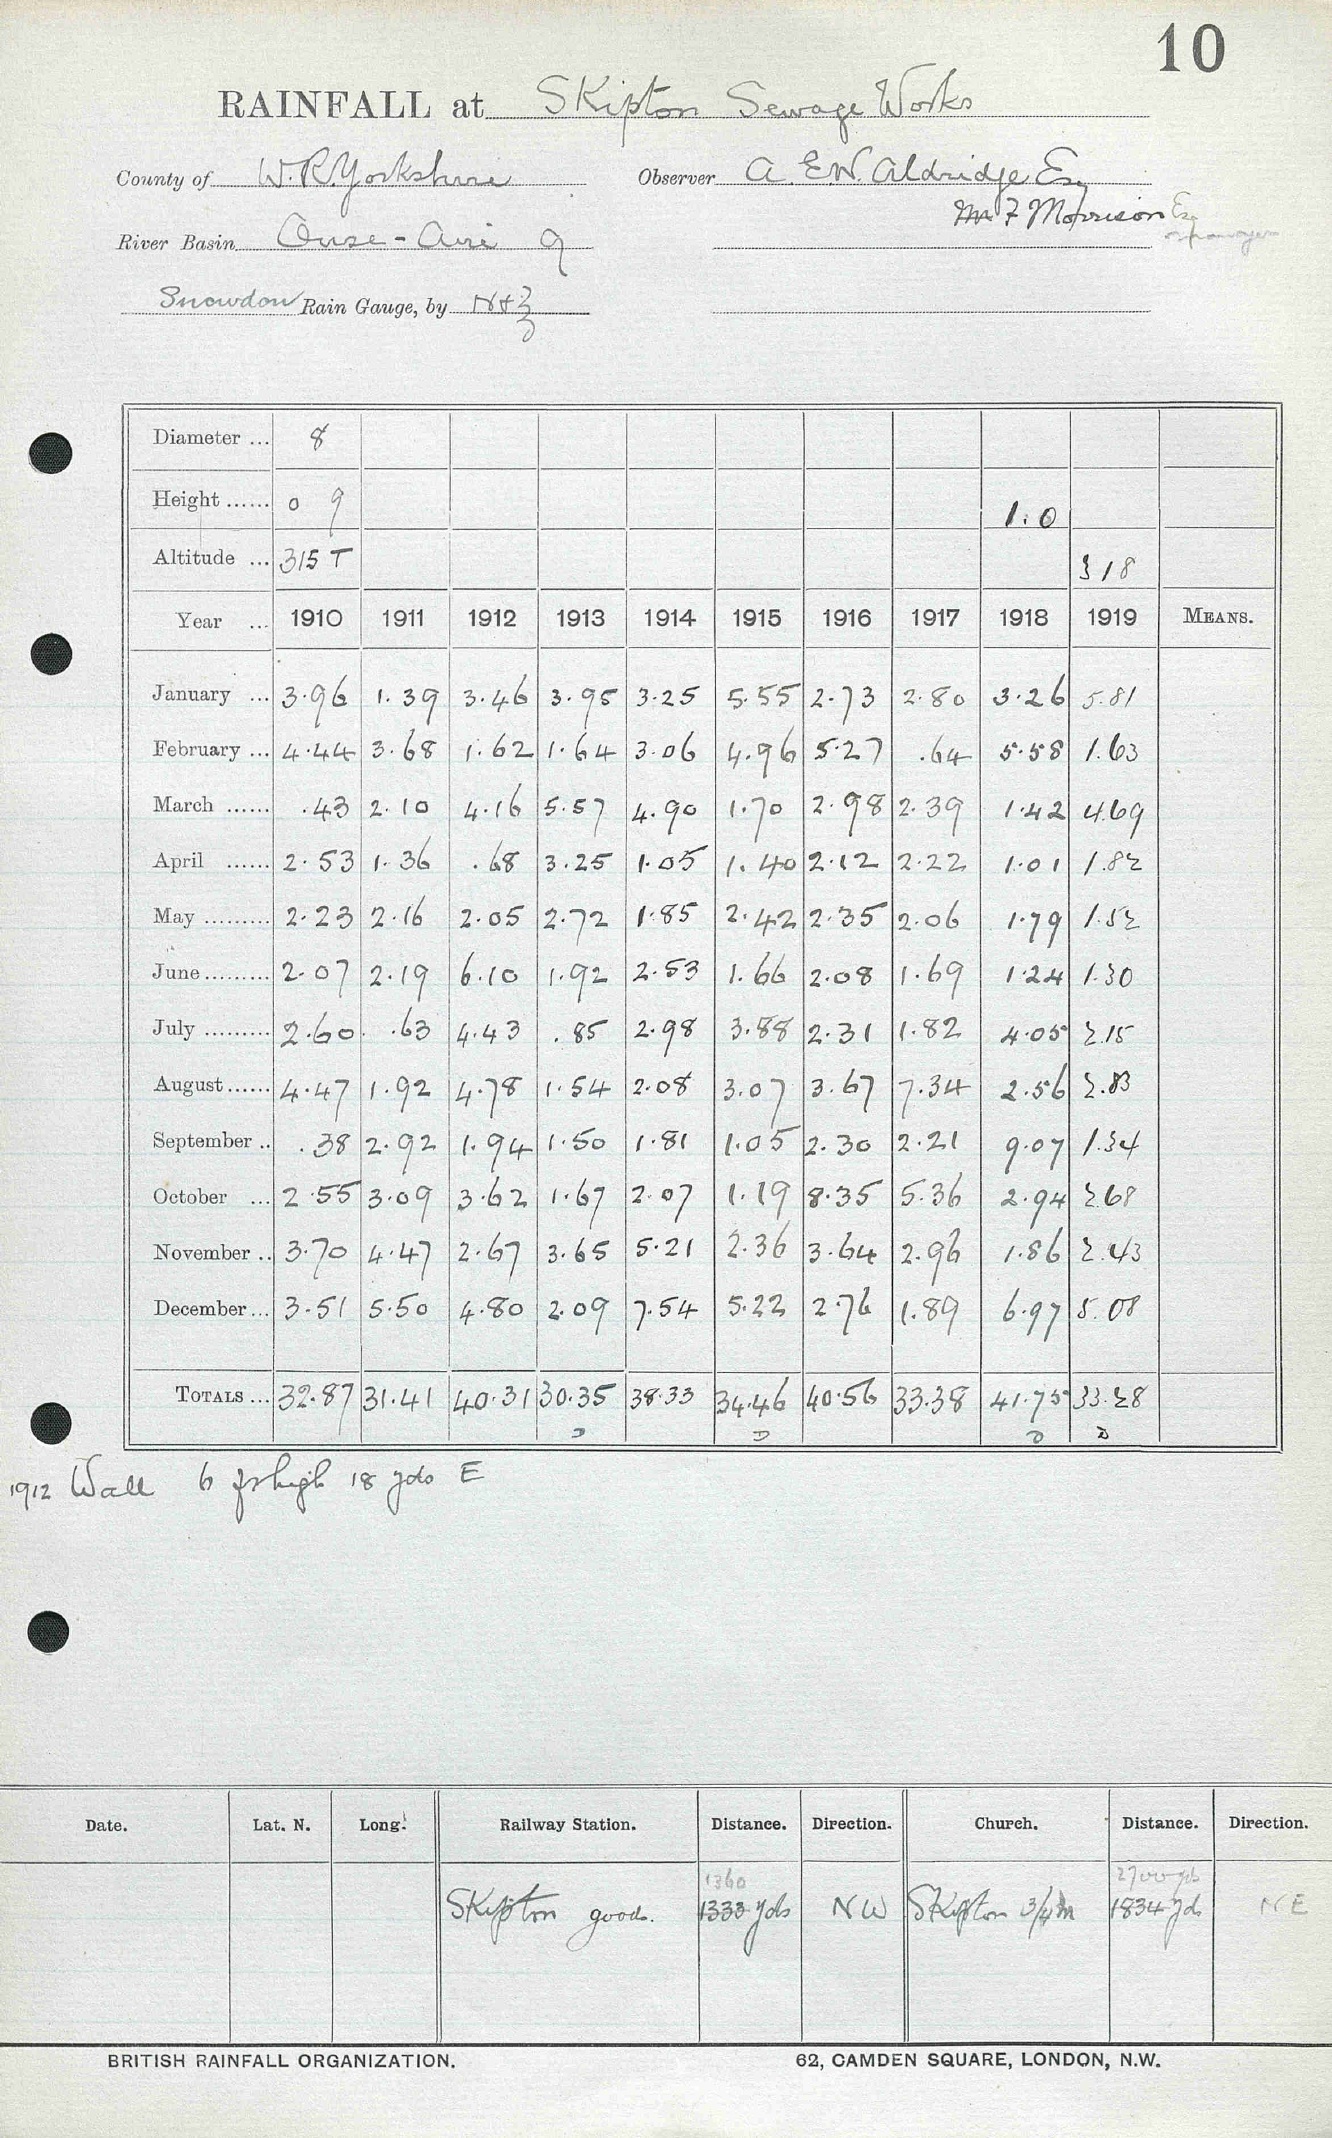 10
RAINFALL at Skipton Sewage Works
County of W.R. Yorkshire Observer A. E.W. Aldridge Esq
Mr F Morrison Esq
River Basin Ouse - Aire 9
Snowdon Rain Gauge, by N+Z
Diameter ... 8
Height ...... 0 9 1.0
Altitude ... 315 T 318
Year ... 1910 1911 1912 1913 1914 1915 1916 1917 1918 1919 MEANS.
January ... 3.96 1.39 3.46 3.95 3.25 5.55 2.73 2.80 3.26 5.81
February ... 4.44 3.68 1.62 1.64 3.06 4.96 5.27 .64 5.58 1.63
March ...... .43 2.10 4.16 5.57 4.90 1.70 2.98 2.39 1.42 4.69
April ...... 2.53 1.36 .68 3.25 1.05 1.40 2.12 2.22 1.01 1.82
May ......... 2.23 2.16 2.05 2.72 1.85 2.42 2.35 2.06 1.79 1.52
June ......... 2.07 2.19 6.10 1.92 2.53 1.66 2.08 1.69 1.24 1.30
July ......... 2.60 .63 4.43 .85 2.98 3.88 2.31 1.82 4.05 2.15
August ...... 4.47 1.92 4.78 1.54 2.08 3.07 3.67 7.34 2.56 2.83
September .. .38 2.92 1.94 1.50 1.81 1.05 2.30 2.21 9.07 1.34
October ... 2.55 3.09 3.62 1.67 2.07 1.19 8.35 5.36 2.94 2.68
November .. 3.70 4.47 2.67 3.65 5.21 2.36 3.64 2.96 1.86 2.43
December ... 3.51 5.50 4.80 2.09 7.54 5.22 2.76 1.89 6.97 5.08
TOTALS ... 32.87 31.41 40.31 30.35 38.33 34.46 40.56 33.38 41.75 33.28
D D D D
1912 Wall 6 ft high 18 yds E
Date. Lat. N. Long. Railway Station. Distance. Direction. Church. Distance. Direction.
1360 2700 yds
Skipton goods. 1333 yds NW Skipton 3/4 m 1834 yds NE
BRITISH RAINFALL ORGANIZATION. 62, CAMDEN SQUARE, LONDON, N.W.